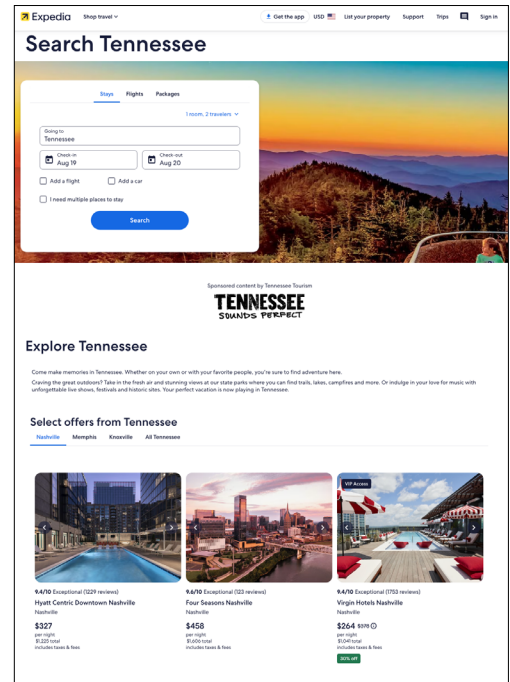 Expedia
Shop travel
Get the app
USD
List your property
Support
Trips
Sign in
Search Tennessee
Stays
Flights
Packages
1 room, 2 travelers
Going to
Tennessee
Check-in
Aug 19
Check-out
Aug 20
Add a flight
Add a car
I need multiple places to stay
Search
Sponsored content by Tennessee Tourism
TENNESSEE
SOUNDS PERFECT
Explore Tennessee
Come make memories in Tennessee. Whether on your own or with your favorite people, you're sure to find adventure here.
Craving the great outdoors? Take in the fresh air and stunning views at our state parks where you can find trails, lakes, campfires and more. Or indulge in your love for music with
unforgettable live shows, festivals and historic sites. Your perfect vacation is now playing in Tennessee.
Select offers from Tennessee
Nashville
Memphis
Knoxville
All Tennessee
9.4/10 Exceptional (1229 reviews)
Hyatt Centric Downtown Nashville
Nashville
$327
per night
$1,225 total
includes taxes & fees
9.6/10 Exceptional (123 reviews)
Four Seasons Nashville
Nashville
$458
per night
$1,606 total
includes taxes & fees
VIP Access
9.4/10 Exceptional (1753 reviews)
Virgin Hotels Nashville
Nashville
$264 $378
per night
$1,041 total
includes taxes & fees
30% off